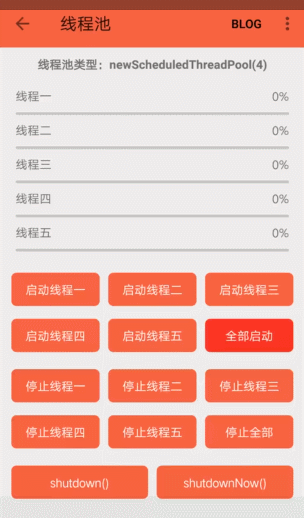 线程池 BLOG
线程池类型：newScheduledThreadPool(4)
线程一 0%
线程二 0%
线程三 0%
线程四 0%
线程五 0%
启动线程一 启动线程二 启动线程三
启动线程四 启动线程五 全部启动
停止线程一 停止线程二 停止线程三
停止线程四 停止线程五 停止全部
shutdown() shutdownNow()